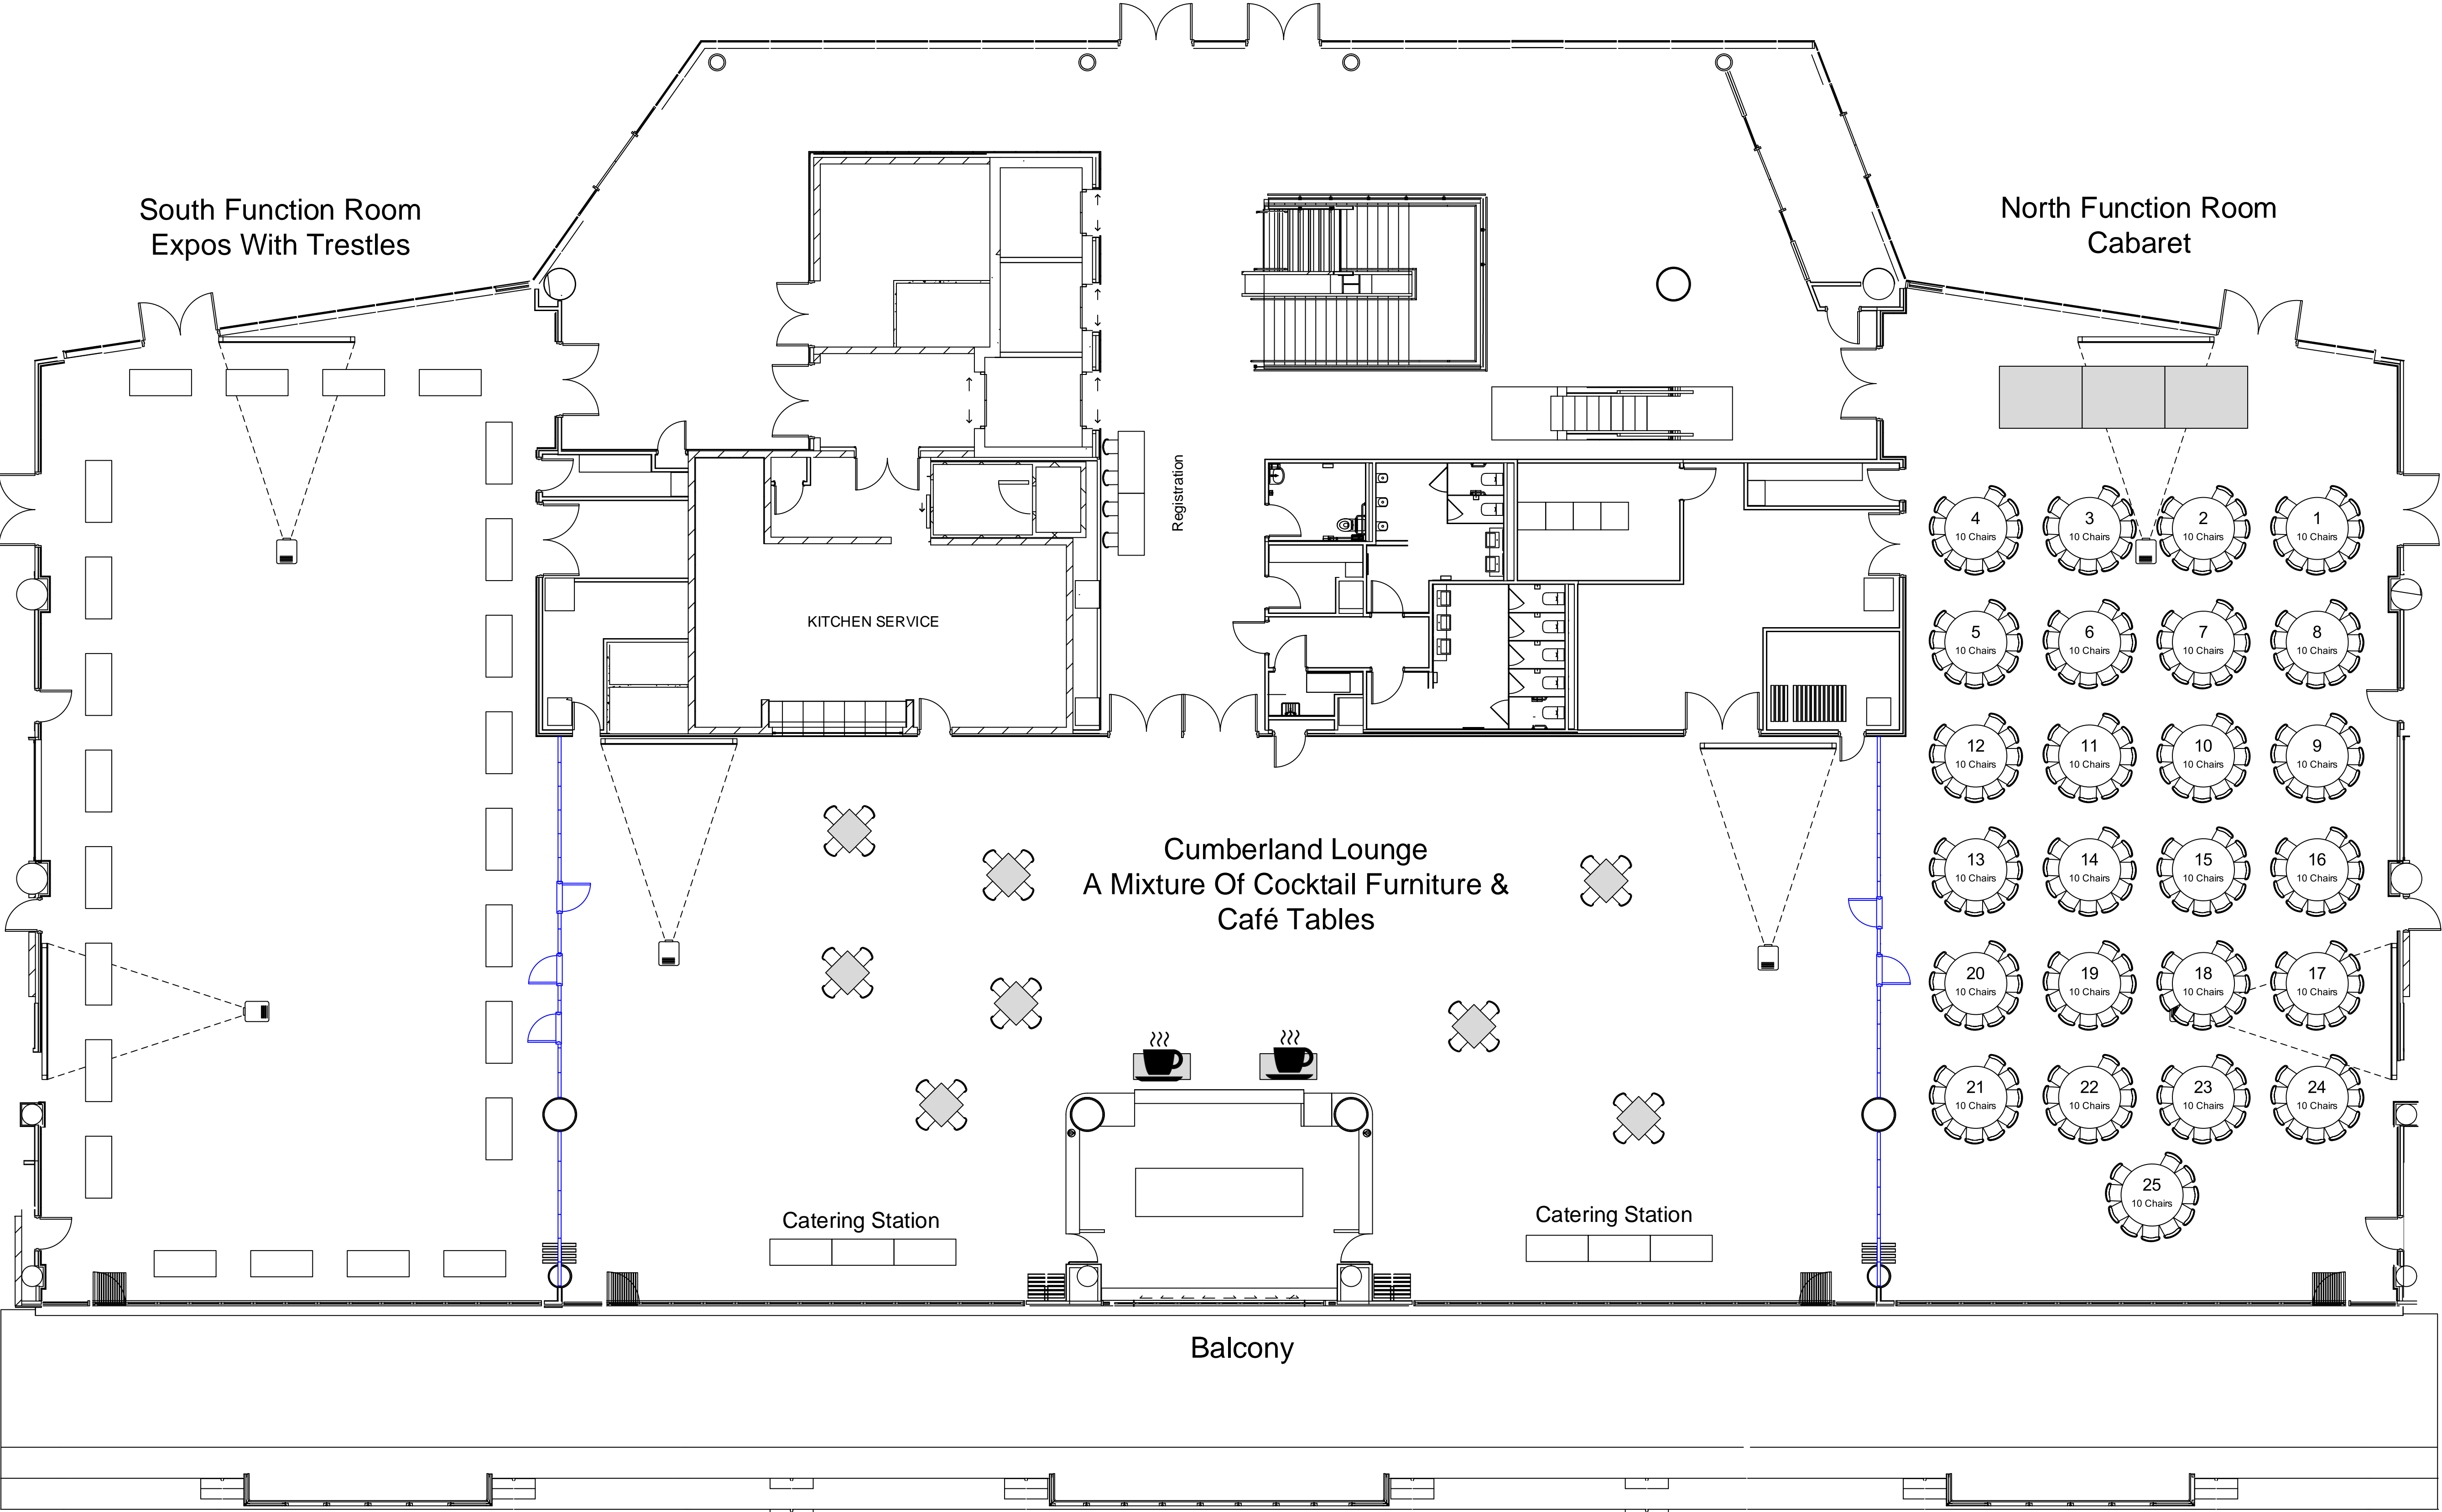 South Function Room
Expos With Trestles
North Function Room
Cabaret
Registration
KITCHEN SERVICE
4
10 Chairs
3
10 Chairs
2
10 Chairs
1
10 Chairs
5
10 Chairs
6
10 Chairs
7
10 Chairs
8
10 Chairs
12
10 Chairs
11
10 Chairs
10
10 Chairs
9
10 Chairs
13
10 Chairs
14
10 Chairs
15
10 Chairs
16
10 Chairs
20
10 Chairs
19
10 Chairs
18
10 Chairs
17
10 Chairs
21
10 Chairs
22
10 Chairs
23
10 Chairs
24
10 Chairs
25
10 Chairs
Cumberland Lounge
A Mixture Of Cocktail Furniture &
Café Tables
Catering Station
Catering Station
Balcony